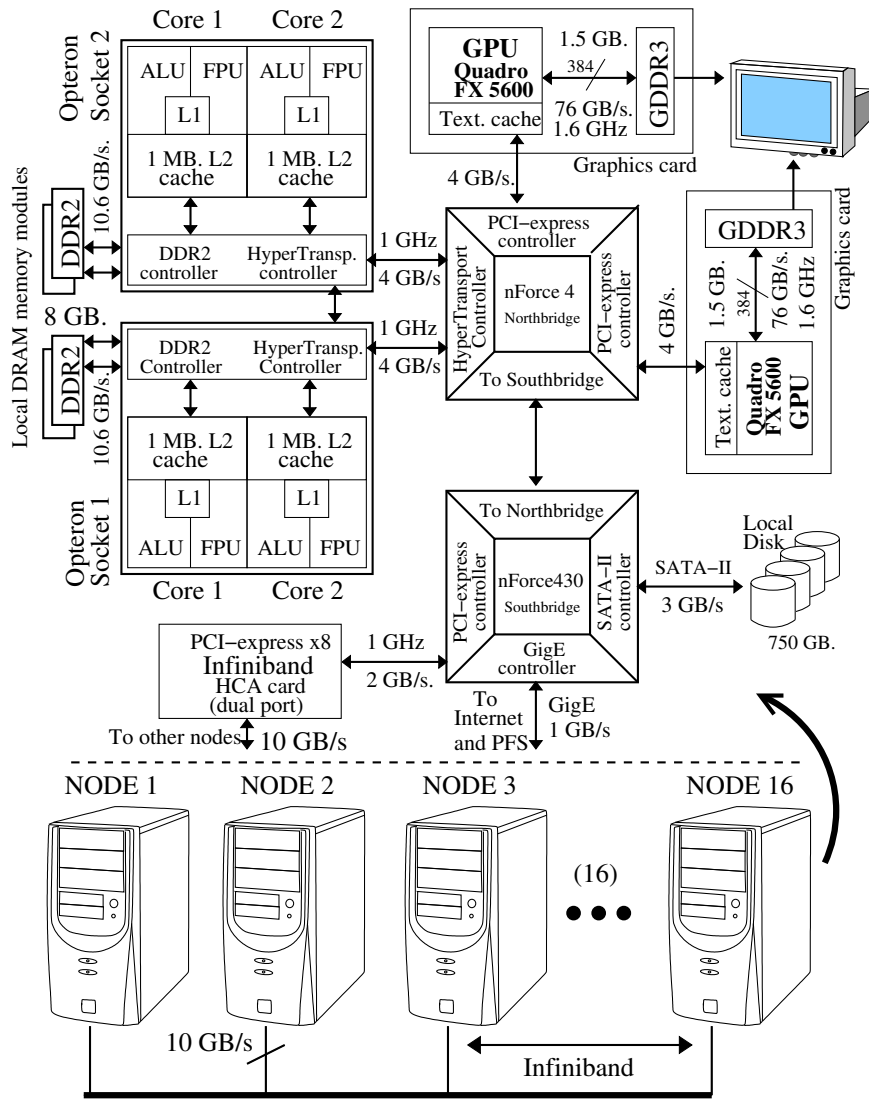 Core 1
Core 2
Opteron
Socket 2
ALU
FPU
ALU
FPU
L1
L1
1 MB. L2
cache
1 MB. L2
cache
DDR2
controller
HyperTransp.
controller
10.6 GB/s.
DDR2
Local DRAM memory modules
8 GB.
DDR2
10.6 GB/s.
DDR2
Controller
HyperTransp.
Controller
1 MB. L2
cache
1 MB. L2
cache
L1
L1
ALU
FPU
ALU
FPU
Opteron
Socket 1
Core 1
Core 2
1 GHz
4 GB/s
1 GHz
4 GB/s
GPU
Quadro
FX 5600
Text. cache
1.5 GB.
384
76 GB/s.
1.6 GHz
GDDR3
Graphics card
4 GB/s.
PCI-express
controller
HyperTransport
Controller
nForce 4
Northbridge
PCI-express
controller
To Southbridge
4 GB/s.
Graphics card
GDDR3
1.5 GB.
384
76 GB/s.
1.6 GHz
Text. cache
Quadro
FX 5600
GPU
To Northbridge
PCI-express
controller
nForce430
Southbridge
SATA-II
controller
GigE
controller
SATA-II
3 GB/s
Local
Disk
750 GB.
PCI-express x8
Infiniband
HCA card
(dual port)
1 GHz
2 GB/s.
To other nodes
10 GB/s
To
Internet
and PFS
GigE
1 GB/s
NODE 1
NODE 2
NODE 3
NODE 16
(16)
10 GB/s
Infiniband